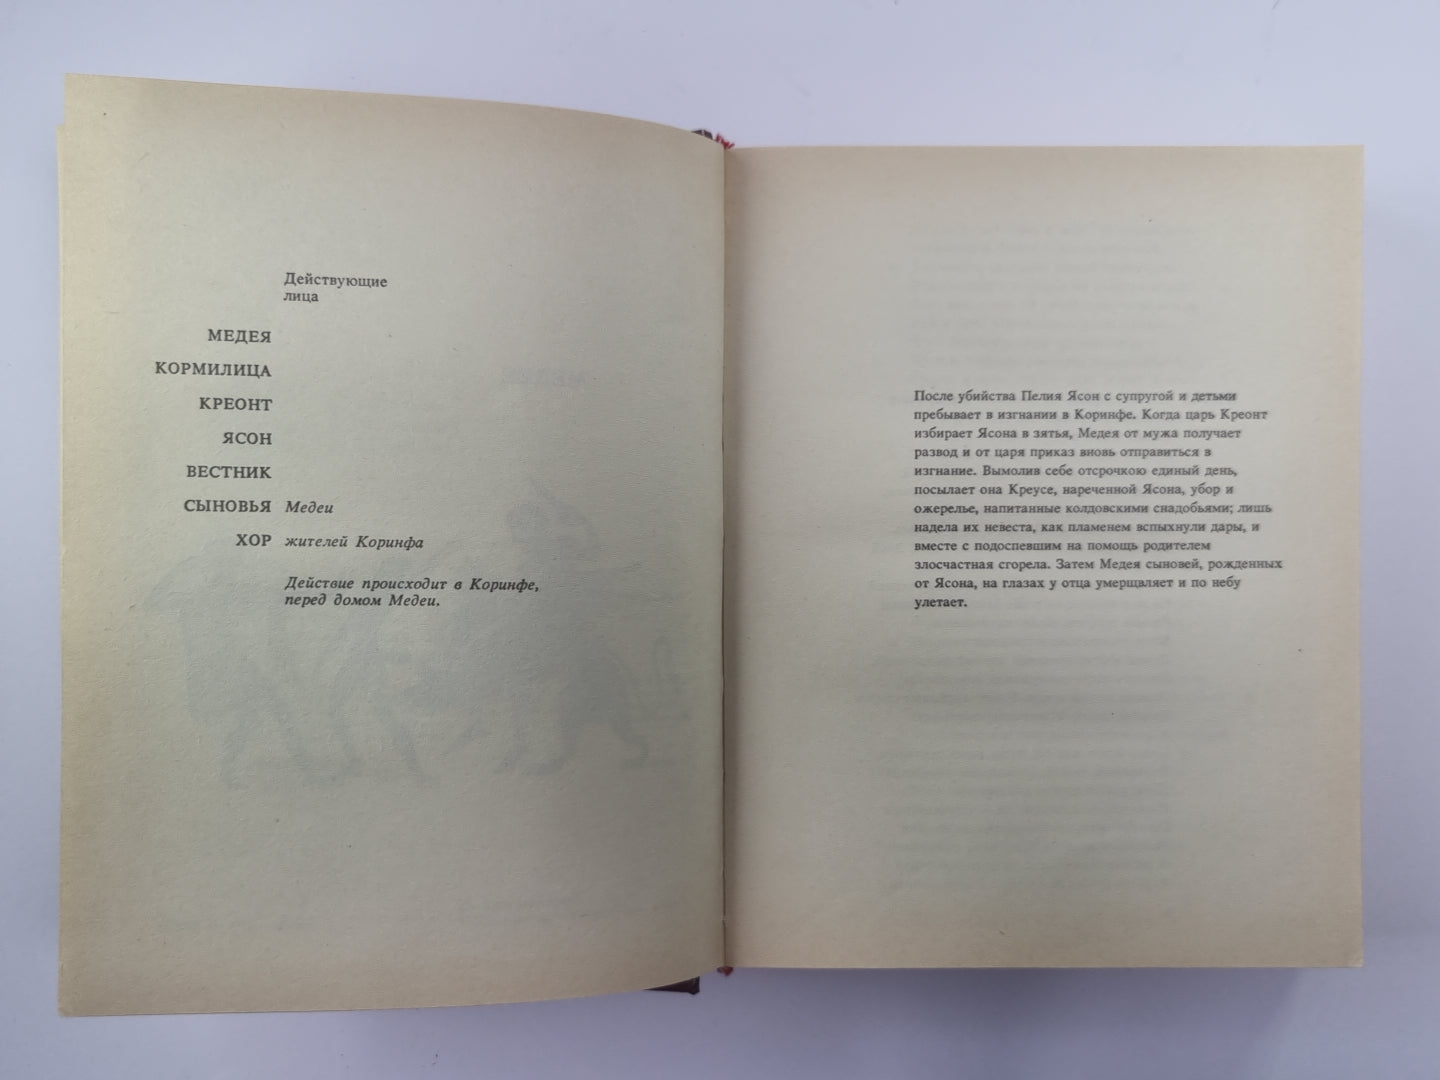 Действующие
лица
МЕДЕЯ
КОРМИЛИЦА
КРЕОНТ
ЯСОН
ВЕСТНИК
СЫНОВЬЯ Медеи
ХОР жителей Коринфа
Действие происходит в Коринфе,
перед домом Медеи.
После убийства Пелия Ясон с супругой и детьми
пребывает в изгнании в Коринфе. Когда царь Креонт
избирает Ясона в зятья, Медея от мужа получает
развод и от царя приказ вновь отправиться в
изгнание. Вымолив себе отсрочкою единый день,
посылает она Креусе, нареченной Ясона, убор и
ожерелье, напитанные колдовскими снадобьями; лишь
надела их невеста, как пламенем вспыхнули дары, и
вместе с подоспевшим на помощь родителем
злосчастная сгорела. Затем Медея сыновей, рожденных
от Ясона, на глазах у отца умерщвляет и по небу
улетает.